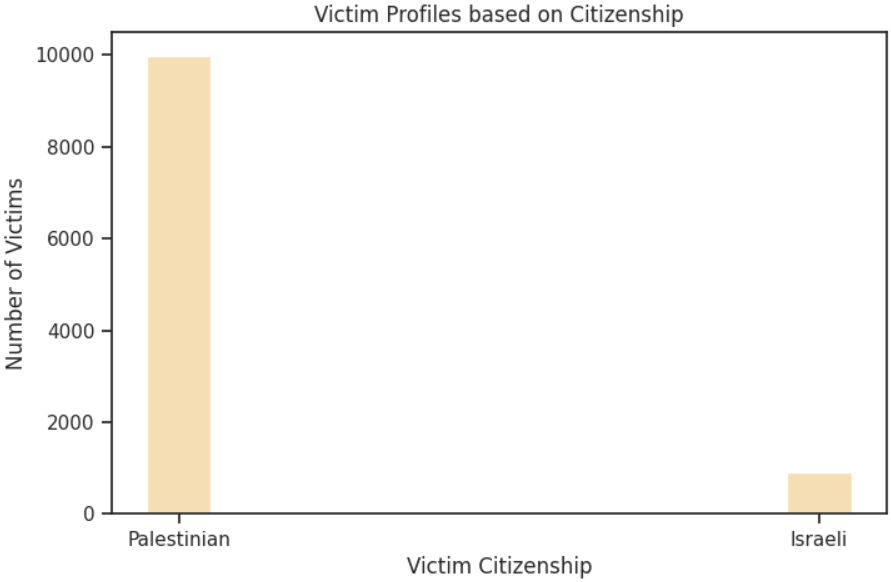 Victim Profiles based on Citizenship
10000
8000
6000
4000
2000
0
Number of Victims
Palestinian
Israeli
Victim Citizenship